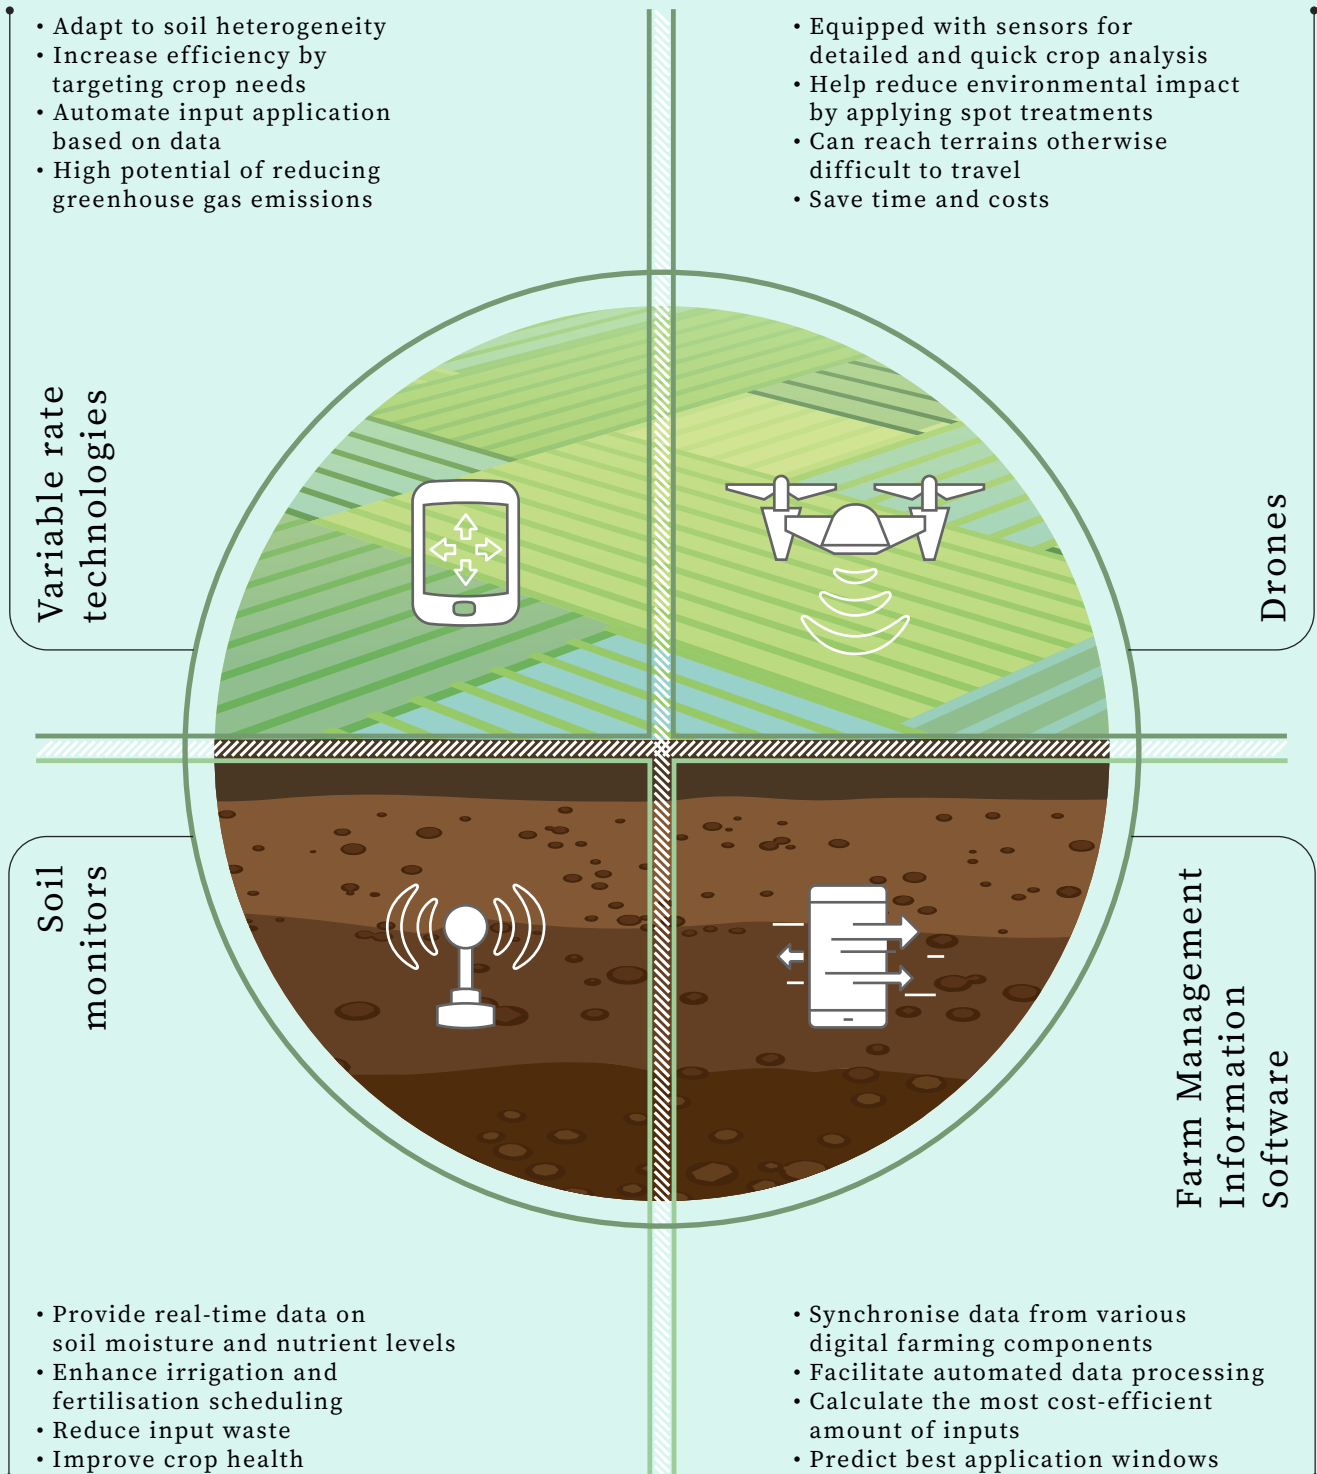 • Adapt to soil heterogeneity
• Increase efficiency by
targeting crop needs
• Automate input application
based on data
• High potential of reducing
greenhouse gas emissions
Variable rate
technologies
• Equipped with sensors for
detailed and quick crop analysis
• Help reduce environmental impact
by applying spot treatments
• Can reach terrains otherwise
difficult to travel
• Save time and costs
Drones
Soil
monitors
• Provide real-time data on
soil moisture and nutrient levels
• Enhance irrigation and
fertilisation scheduling
• Reduce input waste
• Improve crop health
Farm Management
Information
Software
• Synchronise data from various
digital farming components
• Facilitate automated data processing
• Calculate the most cost-efficient
amount of inputs
• Predict best application windows